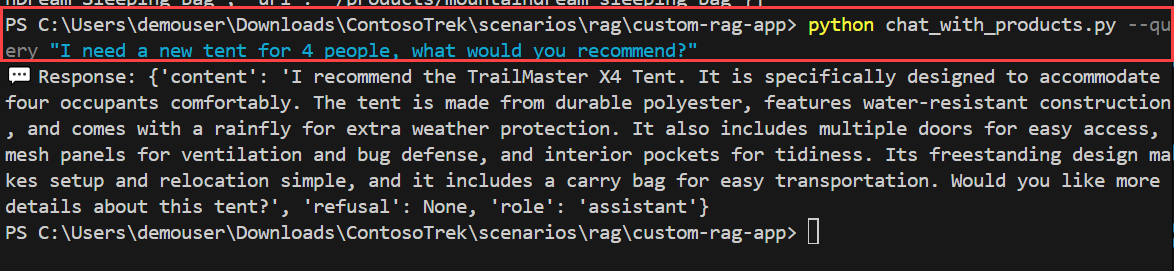 PS C:\Users\demouser\Downloads\ContosoTrek\scenarios\rag\custom-rag-app> python chat_with_products.py --qu
ery "I need a new tent for 4 people, what would you recommend?"
💬 Response: {'content': 'I recommend the TrailMaster X4 Tent. It is specifically designed to accommodate
four occupants comfortably. The tent is made from durable polyester, features water-resistant construction
, and comes with a rainfly for extra weather protection. It also includes multiple doors for easy access,
mesh panels for ventilation and bug defense, and interior pockets for tidiness. Its freestanding design ma
kes setup and relocation simple, and it includes a carry bag for easy transportation. Would you like more
details about this tent?', 'refusal': None, 'role': 'assistant'}
PS C:\Users\demouser\Downloads\ContosoTrek\scenarios\rag\custom-rag-app>